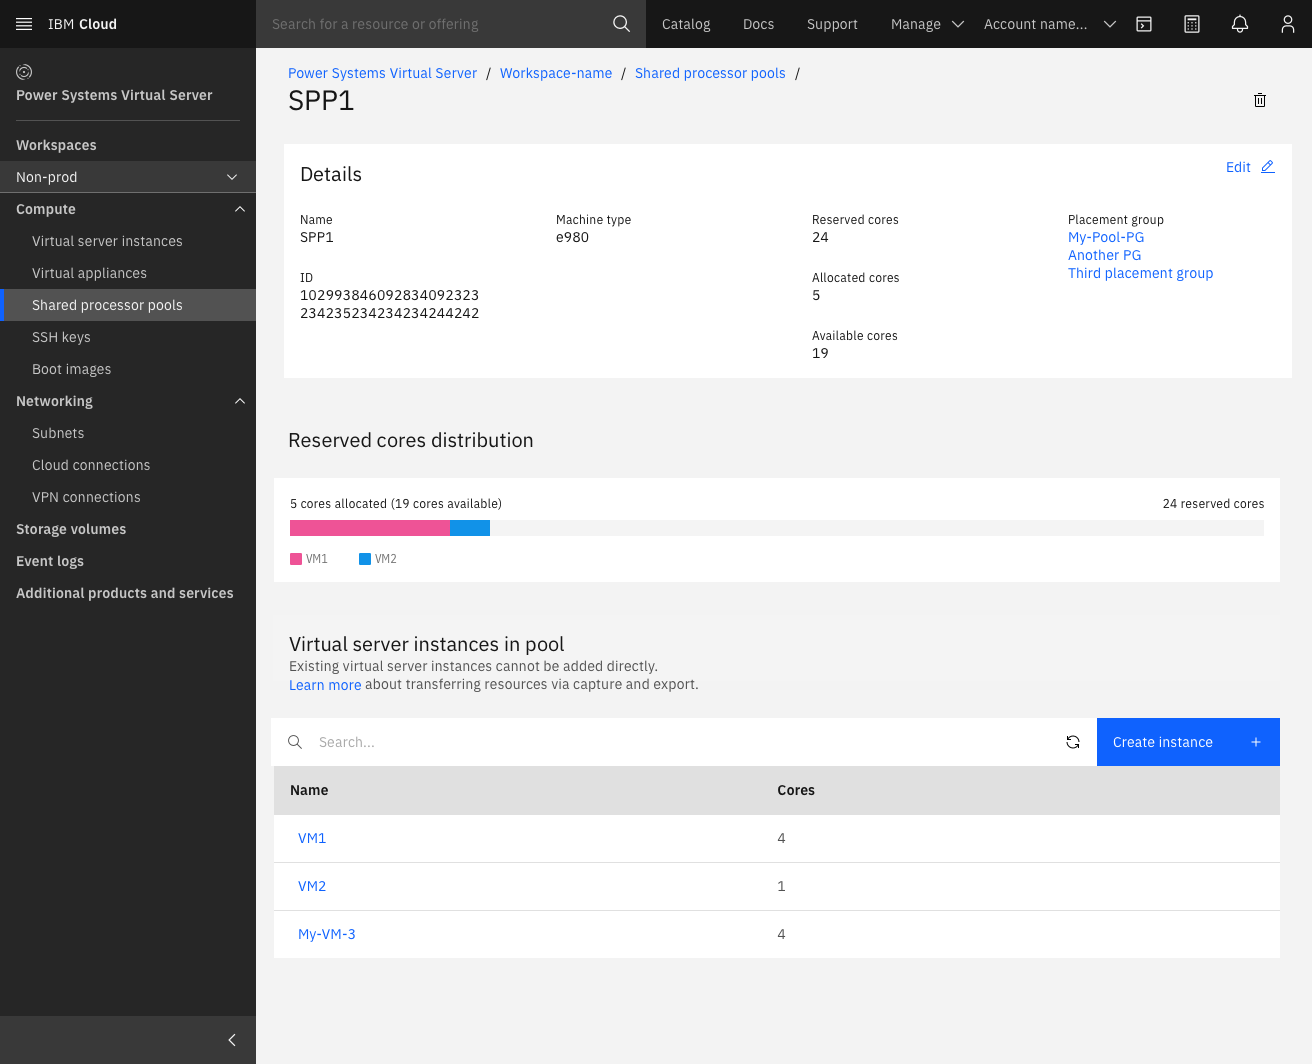 IBM Cloud
Search for a resource or offering
Catalog
Docs
Support
Manage
Account name...
Power Systems Virtual Server
Workspaces
Non-prod
Compute
Virtual server instances
Virtual appliances
Shared processor pools
SSH keys
Boot images
Networking
Subnets
Cloud connections
VPN connections
Storage volumes
Event logs
Additional products and services
Power Systems Virtual Server / Workspace-name / Shared processor pools /
SPP1
Details
Edit
Name
SPP1
ID
102993846092834092323
234235234234234244242
Machine type
e980
Reserved cores
24
Allocated cores
5
Available cores
19
Placement group
My-Pool-PG
Another PG
Third placement group
Reserved cores distribution
5 cores allocated (19 cores available)
24 reserved cores
VM1
VM2
Virtual server instances in pool
Existing virtual server instances cannot be added directly.
Learn more about transferring resources via capture and export.
Search...
Create instance +
Name Cores
VM1 4
VM2 1
My-VM-3 4